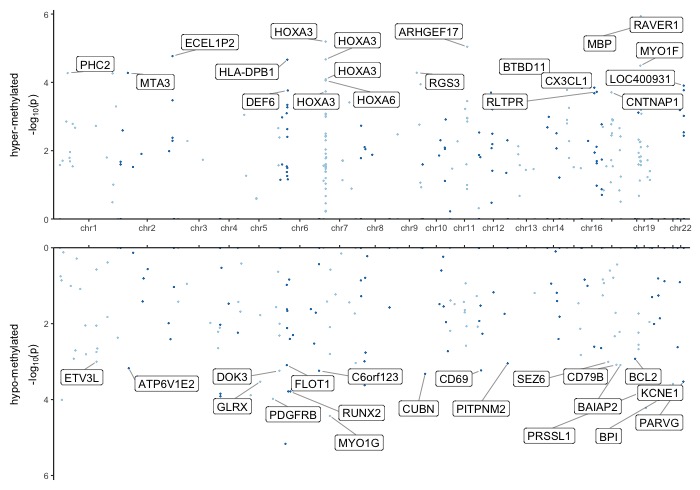 6
HOXA3
ARHGEF17
RAVER1
ECEL1P2
HOXA3
MBP
MYO1F
PHC2
HLA-DPB1
HOXA3
BTBD11
LOC400931
MTA3
RGS3
CX3CL1
4
DEF6
HOXA3
HOXA6
RLTPR
CNTNAP1
hyper-methylated
-log10(p)
2
0
chr1
chr2
chr3
chr4
chr5
chr6
chr7
chr8
chr9
chr10
chr11
chr12
chr13
chr14
chr16
chr19
chr22
0
hypo-methylated
-log10(p)
2
ETV3L
ATP6V1E2
DOK3
FLOT1
C6orf123
CD69
SEZ6
CD79B
BCL2
4
GLRX
PDGFRB
RUNX2
CUBN
PITPNM2
BAIAP2
KCNE1
MYO1G
PRSSL1
BPI
PARVG
6